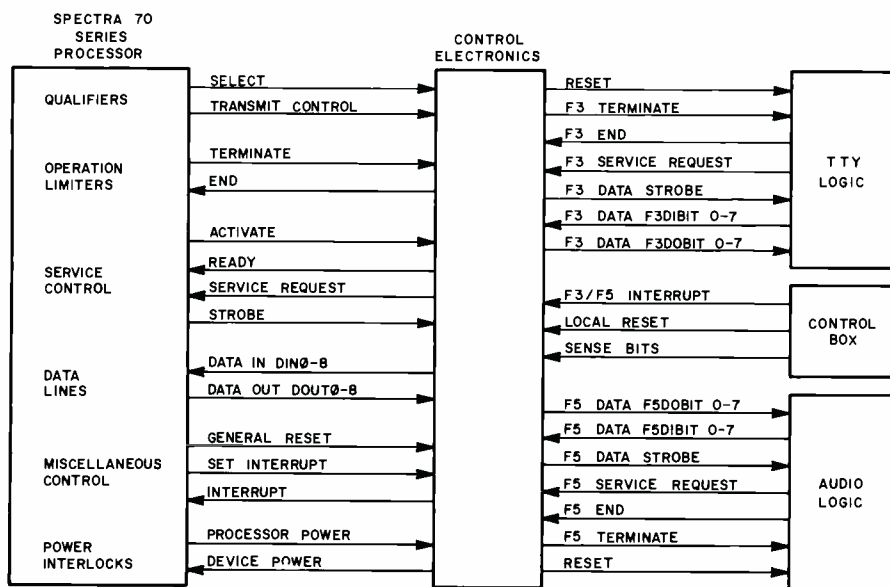 SPECTRA 70
SERIES
PROCESSOR
CONTROL
ELECTRONICS
QUALIFIERS
OPERATION
LIMITERS
SERVICE
CONTROL
DATA
LINES
MISCELLANEOUS
CONTROL
POWER
INTERLOCKS
SELECT
TRANSMIT CONTROL
TERMINATE
END
ACTIVATE
READY
SERVICE REQUEST
STROBE
DATA IN DINØ-8
DATA OUT DOUTØ-8
GENERAL RESET
SET INTERRUPT
INTERRUPT
PROCESSOR POWER
DEVICE POWER
RESET
F3 TERMINATE
F3 END
F3 SERVICE REQUEST
F3 DATA STROBE
F3 DATA F3DIBIT 0-7
F3 DATA F3DOBIT 0-7
F3/F5 INTERRUPT
LOCAL RESET
SENSE BITS
F5 DATA F5DOBIT 0-7
F5 DATA F5DIBIT 0-7
F5 DATA STROBE
F5 SERVICE REQUEST
F5 END
F5 TERMINATE
RESET
TTY
LOGIC
CONTROL
BOX
AUDIO
LOGIC